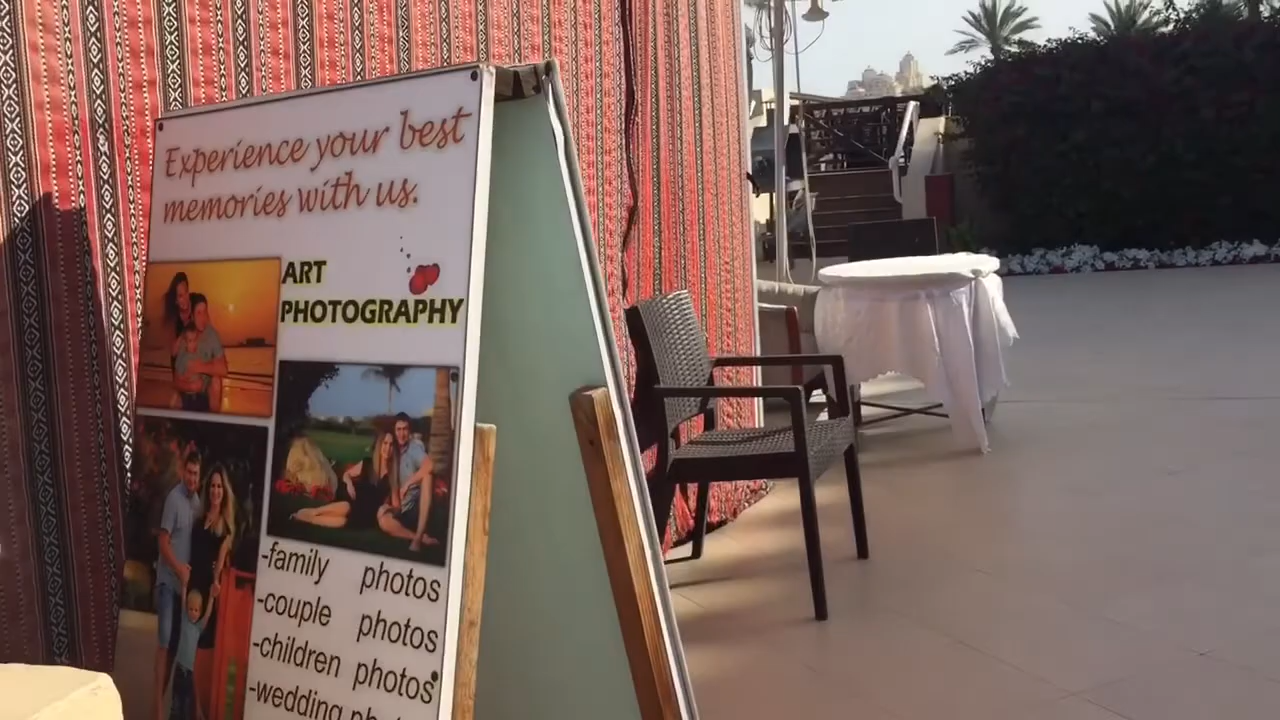 Experience your best
memories with us.
ART
PHOTOGRAPHY
-family photos
-couple photos
-children photos
-wedding